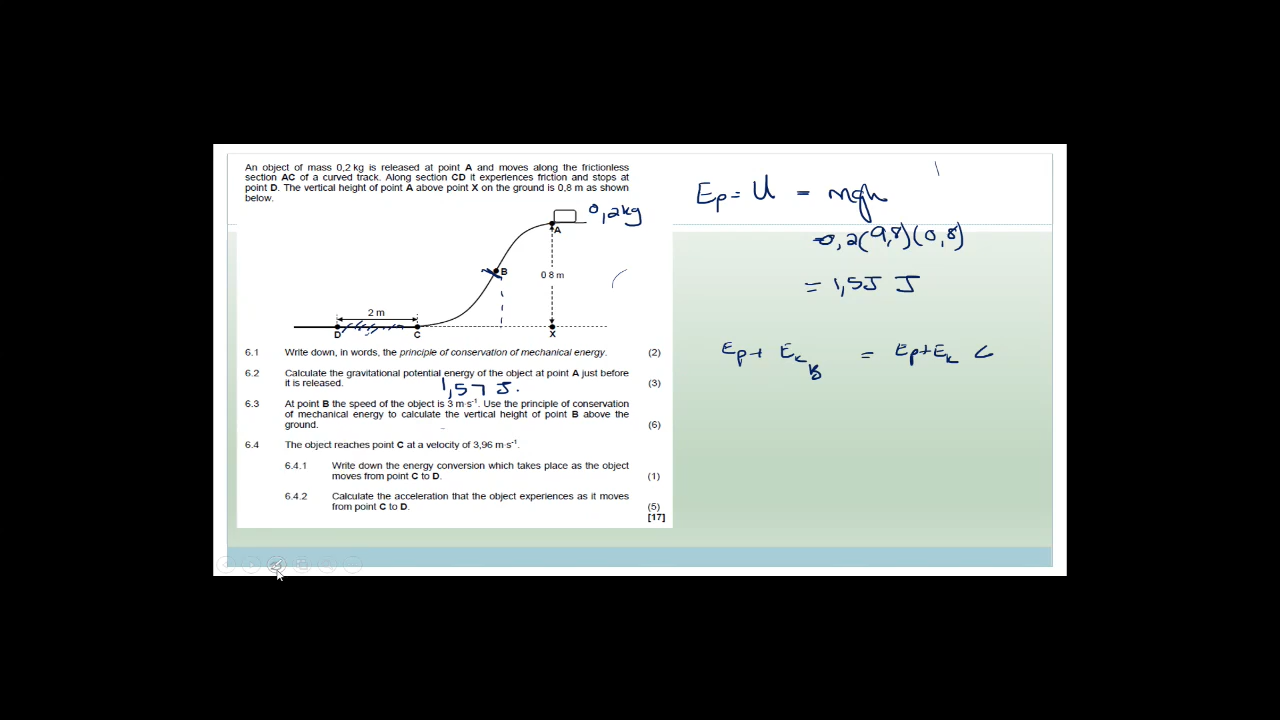 An object of mass 0,2 kg is released at point A and moves along the frictionless
section AC of a curved track. Along section CD it experiences friction and stops at
point D. The vertical height of point A above point X on the ground is 0,8 m as shown
below.
0,2kg
A
B
0 8 m
2 m
D
C
X
6.1 Write down, in words, the principle of conservation of mechanical energy. (2)
6.2 Calculate the gravitational potential energy of the object at point A just before
it is released. (3)
1,57 J.
6.3 At point B the speed of the object is 3 m·s⁻¹. Use the principle of conservation
of mechanical energy to calculate the vertical height of point B above the
ground. (6)
6.4 The object reaches point C at a velocity of 3,96 m·s⁻¹.
6.4.1 Write down the energy conversion which takes place as the object
moves from point C to D. (1)
6.4.2 Calculate the acceleration that the object experiences as it moves
from point C to D. (5)
[17]
Ep = U = mgh
0,2(9,8)(0,8)
= 1,5J J
Ep + Ek B = Ep+Ek C